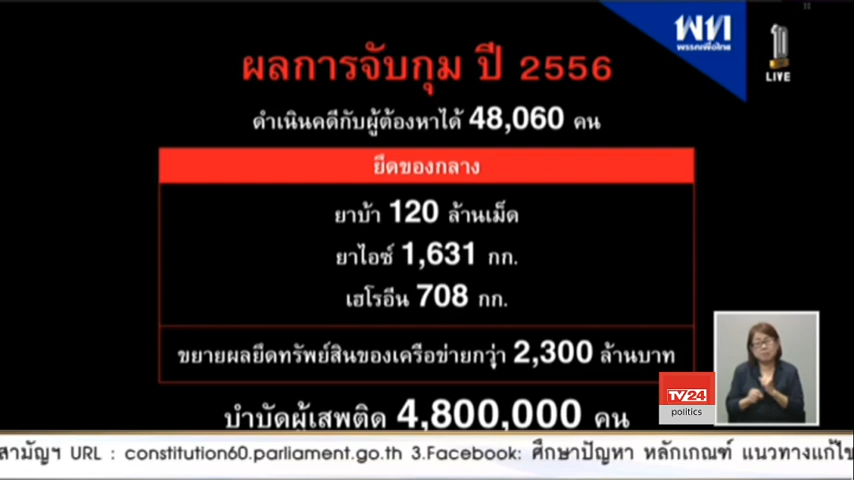 พท
พรรคเพื่อไทย
LIVE
ผลการจับกุม ปี 2556
ดำเนินคดีกับผู้ต้องหาได้ 48,060 คน
ยึดของกลาง
ยาบ้า 120 ล้านเม็ด
ยาไอซ์ 1,631 กก.
เฮโรอีน 708 กก.
ขยายผลยึดทรัพย์สินของเครือข่ายกว่า 2,300 ล้านบาท
บำบัดผู้เสพติด 4,800,000 คน
TV24
politics
สามัญฯ URL : constitution60.parliament.go.th 3.Facebook: ศึกษาปัญหา หลักเกณฑ์ แนวทางแก้ไข